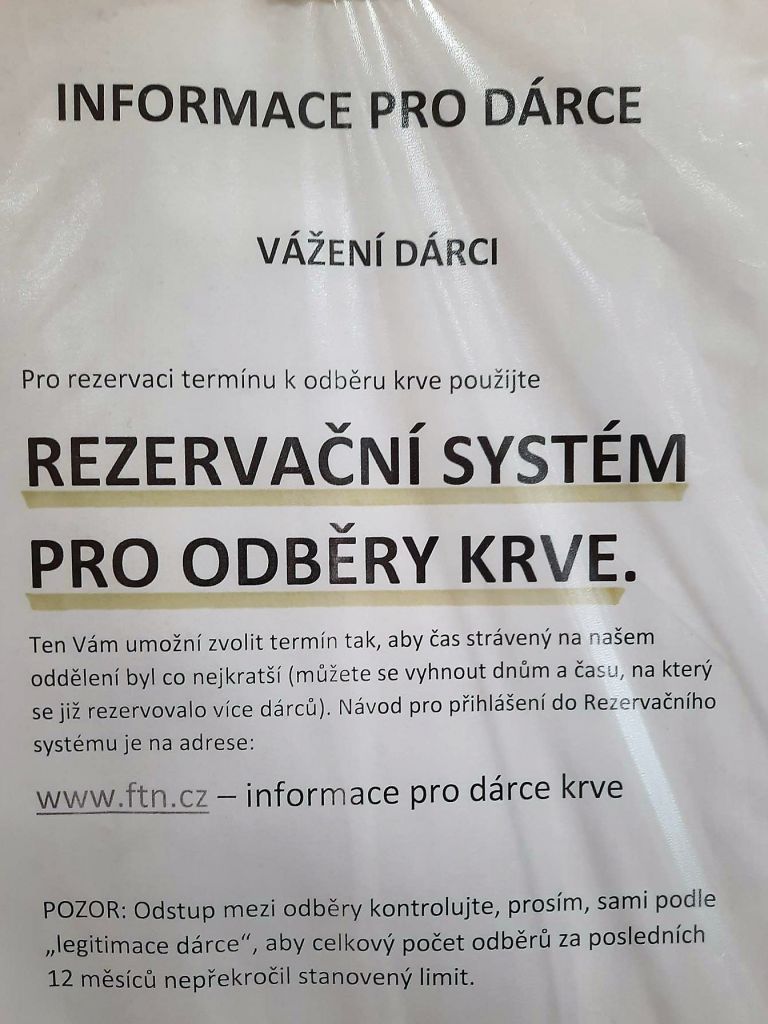 INFORMACE PRO DÁRCE
VÁŽENÍ DÁRCI
Pro rezervaci termínu k odběru krve použijte
REZERVAČNÍ SYSTÉM
PRO ODBĚRY KRVE.
Ten Vám umožní zvolit termín tak, aby čas strávený na našem
oddělení byl co nejkratší (můžete se vyhnout dnům a času, na který
se již rezervovalo více dárců). Návod pro přihlášení do Rezervačního
systému je na adrese:
www.ftn.cz – informace pro dárce krve
POZOR: Odstup mezi odběry kontrolujte, prosím, sami podle
„legitimace dárce“, aby celkový počet odběrů za posledních
12 měsíců nepřekročil stanovený limit.